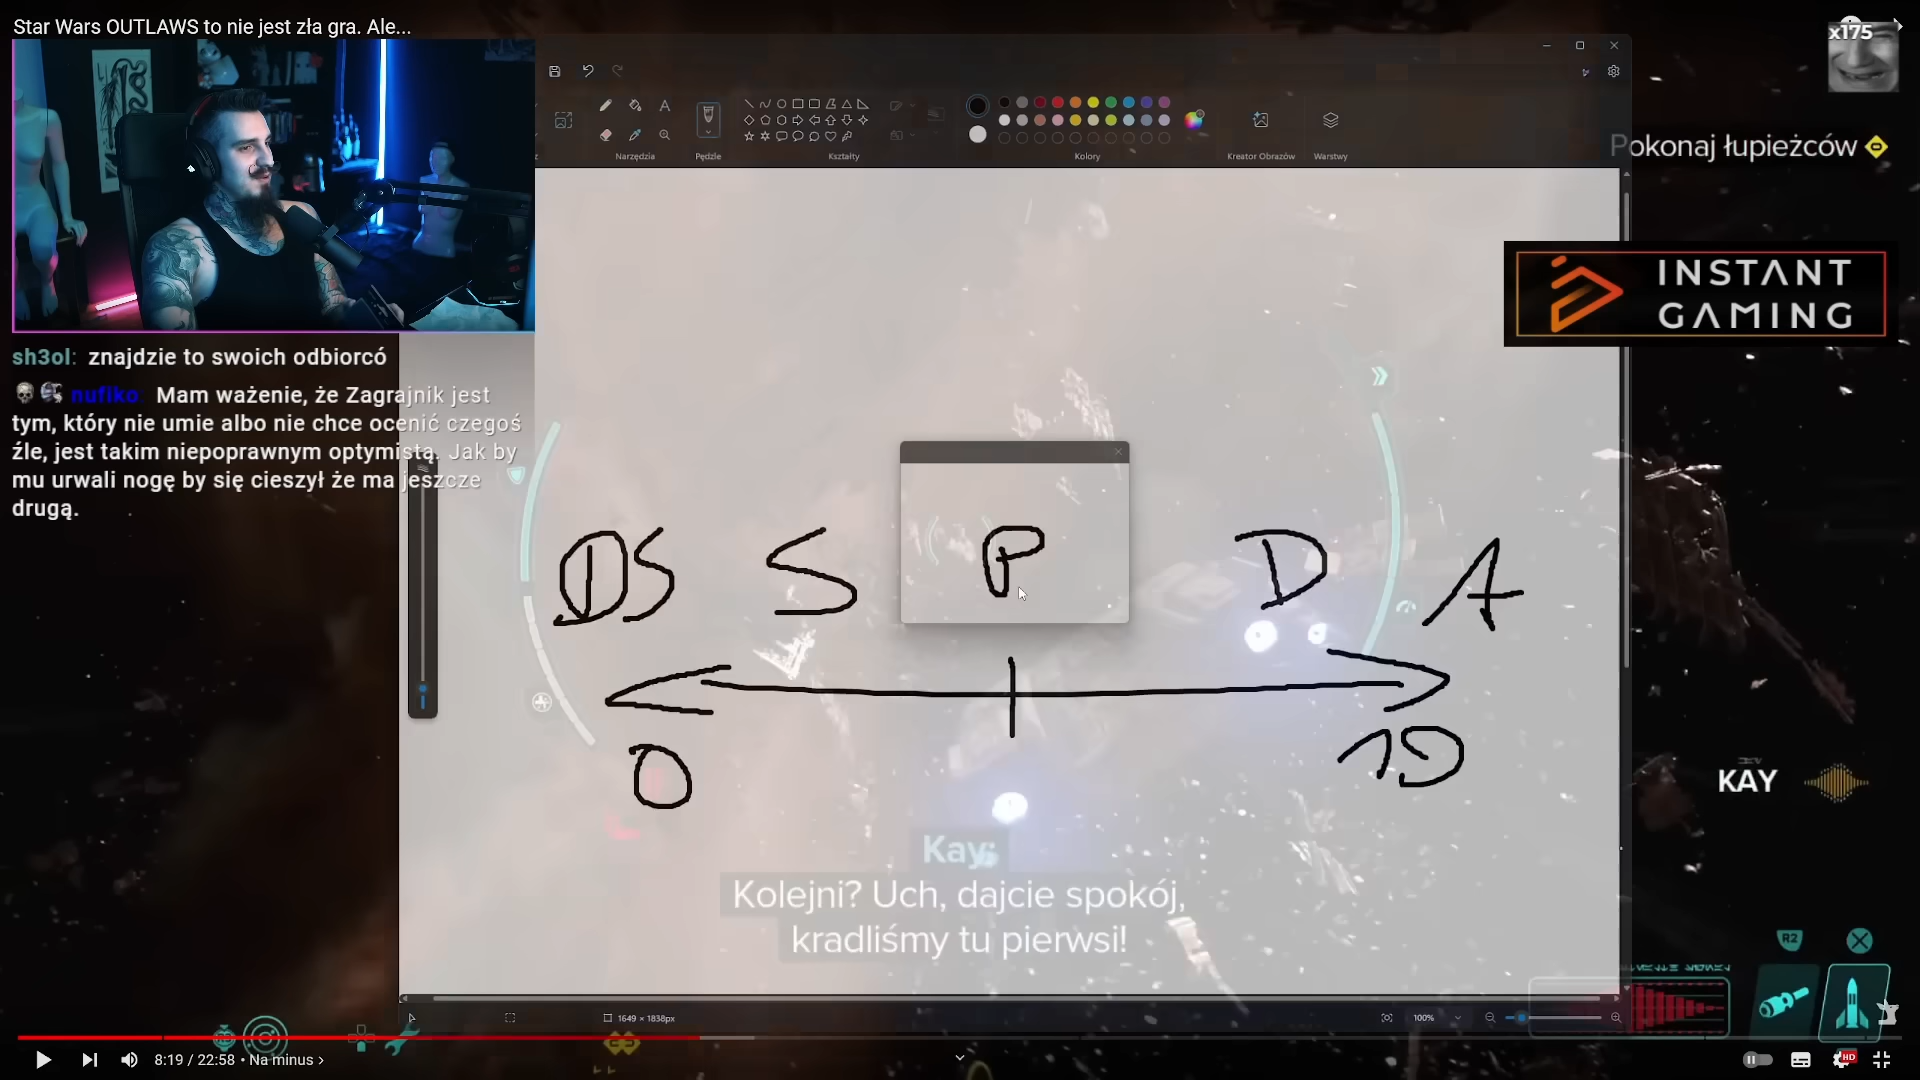 Star Wars OUTLAWS to nie jest zła gra. Ale...
x175
Narzędzia
Pędzle
Kształty
Kolory
Kreator Obrazów
Warstwy
Pokonaj łupieżców
INSTANT
GAMING
sh3ol: znajdzie to swoich odbiorcó
nufiko: Mam ważenie, że Zagrajnik jest
tym, który nie umie albo nie chce ocenić czegoś
źle, jest takim niepoprawnym optymistą. Jak by
mu urwali nogę by się cieszył że ma jeszcze
drugą.
DS S P D A
0 10
KAY
Kay:
Kolejni? Uch, dajcie spokój,
kradliśmy tu pierwsi!
R2
1649 × 1838px
100%
8:19 / 22:58 • Na minus ›
HD